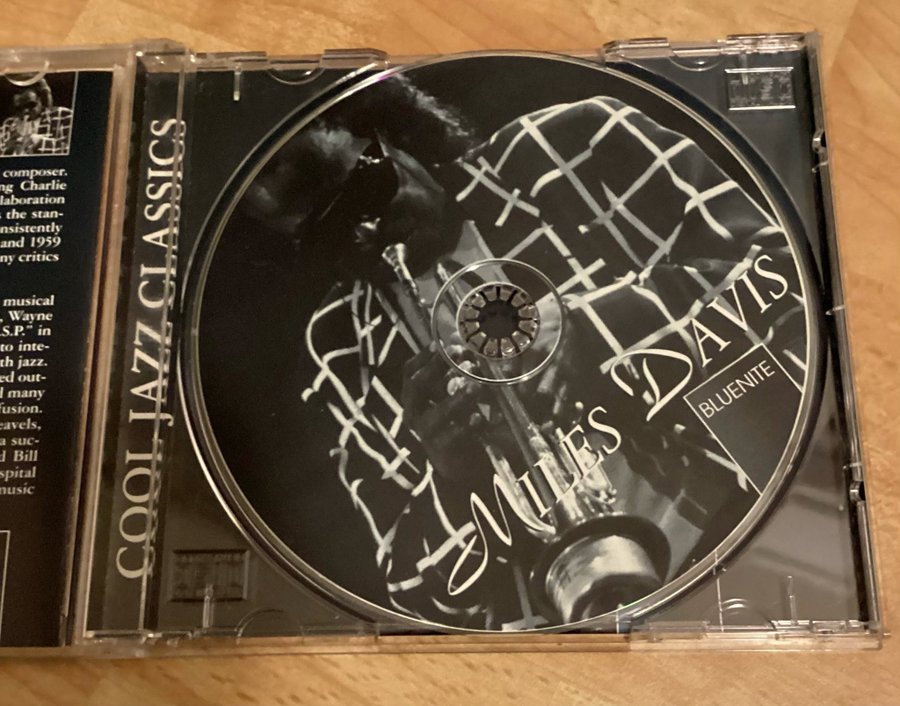 composer.
ng Charlie
laboration
s the stan-
nsistently
and 1959
ny critics
musical
, Wayne
.S.P." in
to inte-
th jazz.
ed out-
l many
fusion.
eavels,
a suc-
d Bill
spital
music
COOL JAZZ CLASSICS
MILES DAVIS
BLUENITE